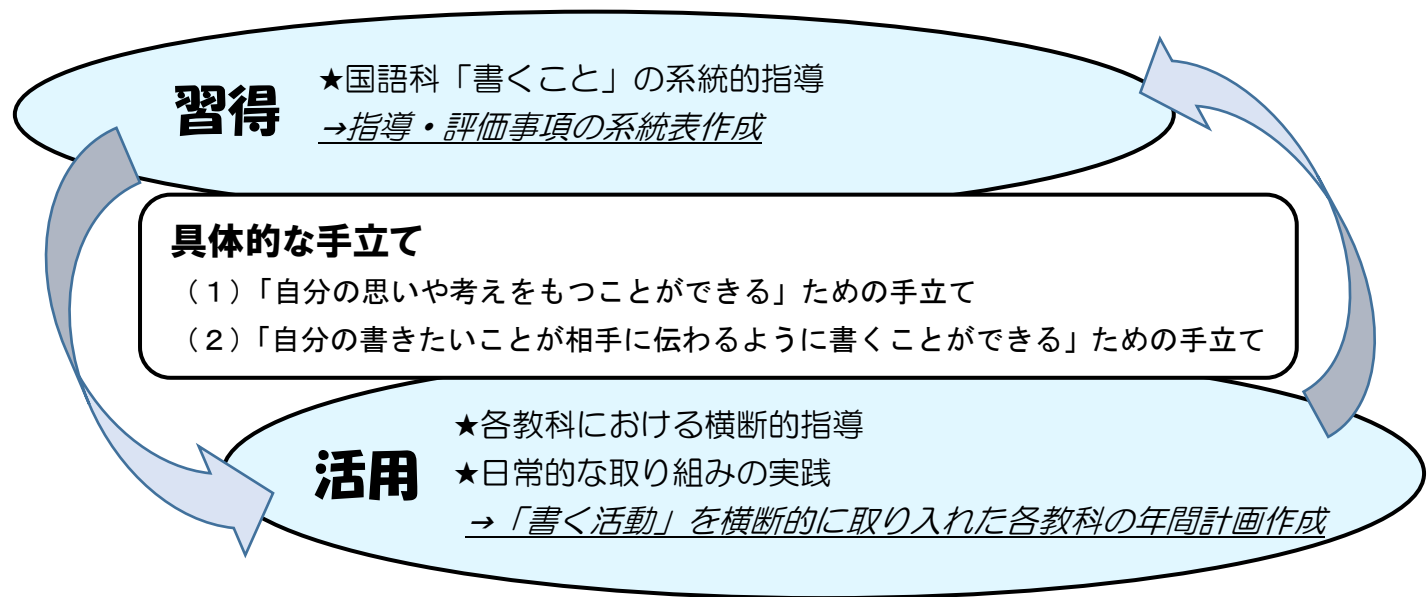 習得
★国語科「書くこと」の系統的指導
→指導・評価事項の系統表作成
具体的な手立て
（１）「自分の思いや考えをもつことができる」ための手立て
（２）「自分の書きたいことが相手に伝わるように書くことができる」ための手立て
活用
★各教科における横断的指導
★日常的な取り組みの実践
→「書く活動」を横断的に取り入れた各教科の年間計画作成